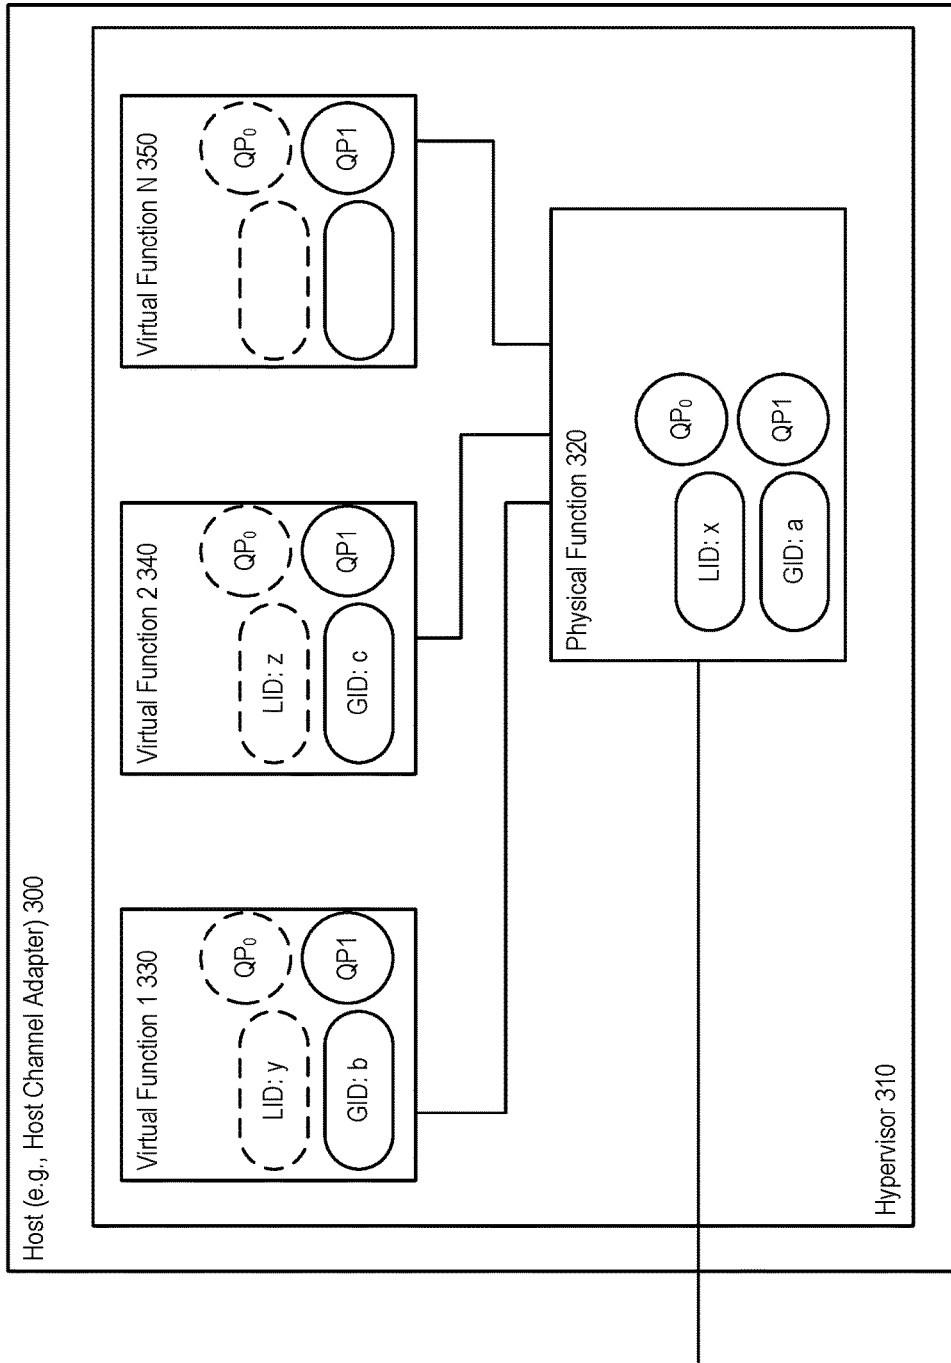 Host (e.g., Host Channel Adapter) 300
Virtual Function 1 330
LID: y
QP0
GID: b
QP1
Virtual Function 2 340
LID: z
QP0
GID: c
QP1
Virtual Function N 350
QP0
QP1
Physical Function 320
LID: x
QP0
GID: a
QP1
Hypervisor 310